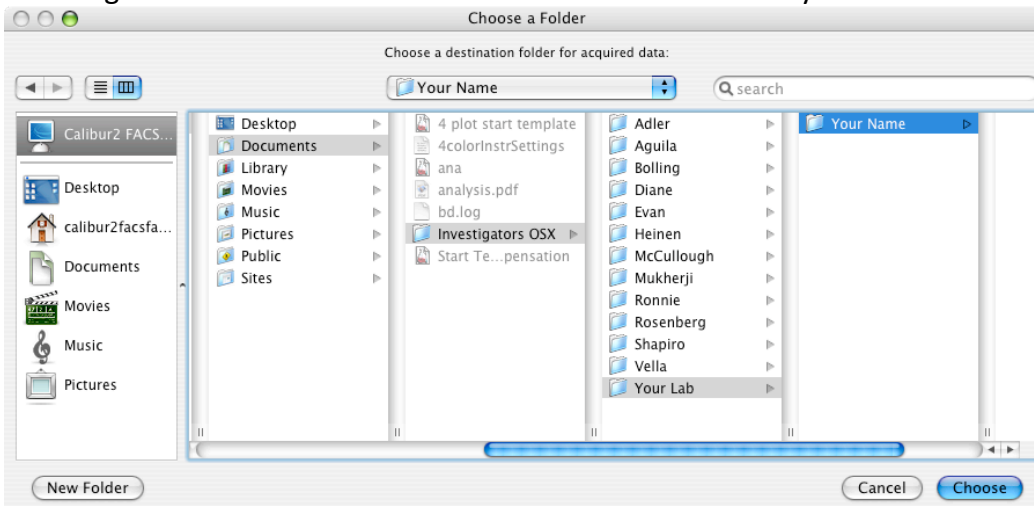 Choose a Folder
Choose a destination folder for acquired data:
Your Name
search
Calibur2 FACS...
Desktop
calibur2facsfa...
Documents
Movies
Music
Pictures
Desktop
Documents
Library
Movies
Music
Pictures
Public
Sites
4 plot start template
4colorInstrSettings
ana
analysis.pdf
bd.log
Investigators OSX
Start Te...pensation
Adler
Aguila
Bolling
Diane
Evan
Heinen
McCullough
Mukherji
Ronnie
Rosenberg
Shapiro
Vella
Your Lab
Your Name
New Folder
Cancel
Choose